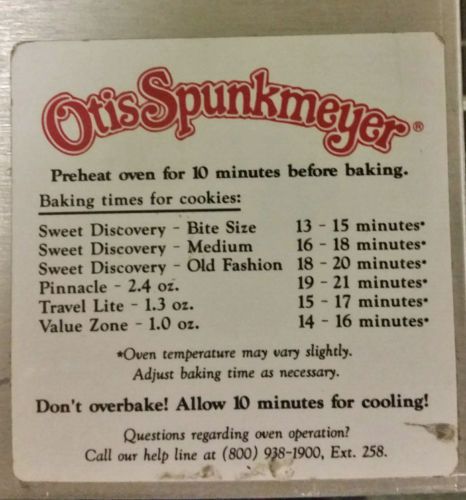 Otis Spunkmeyer®
Preheat oven for 10 minutes before baking.
Baking times for cookies:
Sweet Discovery - Bite Size 13 - 15 minutes*
Sweet Discovery - Medium 16 - 18 minutes*
Sweet Discovery - Old Fashion 18 - 20 minutes*
Pinnacle - 2.4 oz. 19 - 21 minutes*
Travel Lite - 1.3 oz. 15 - 17 minutes*
Value Zone - 1.0 oz. 14 - 16 minutes*
*Oven temperature may vary slightly.
Adjust baking time as necessary.
Don't overbake! Allow 10 minutes for cooling!
Questions regarding oven operation?
Call our help line at (800) 938-1900, Ext. 258.